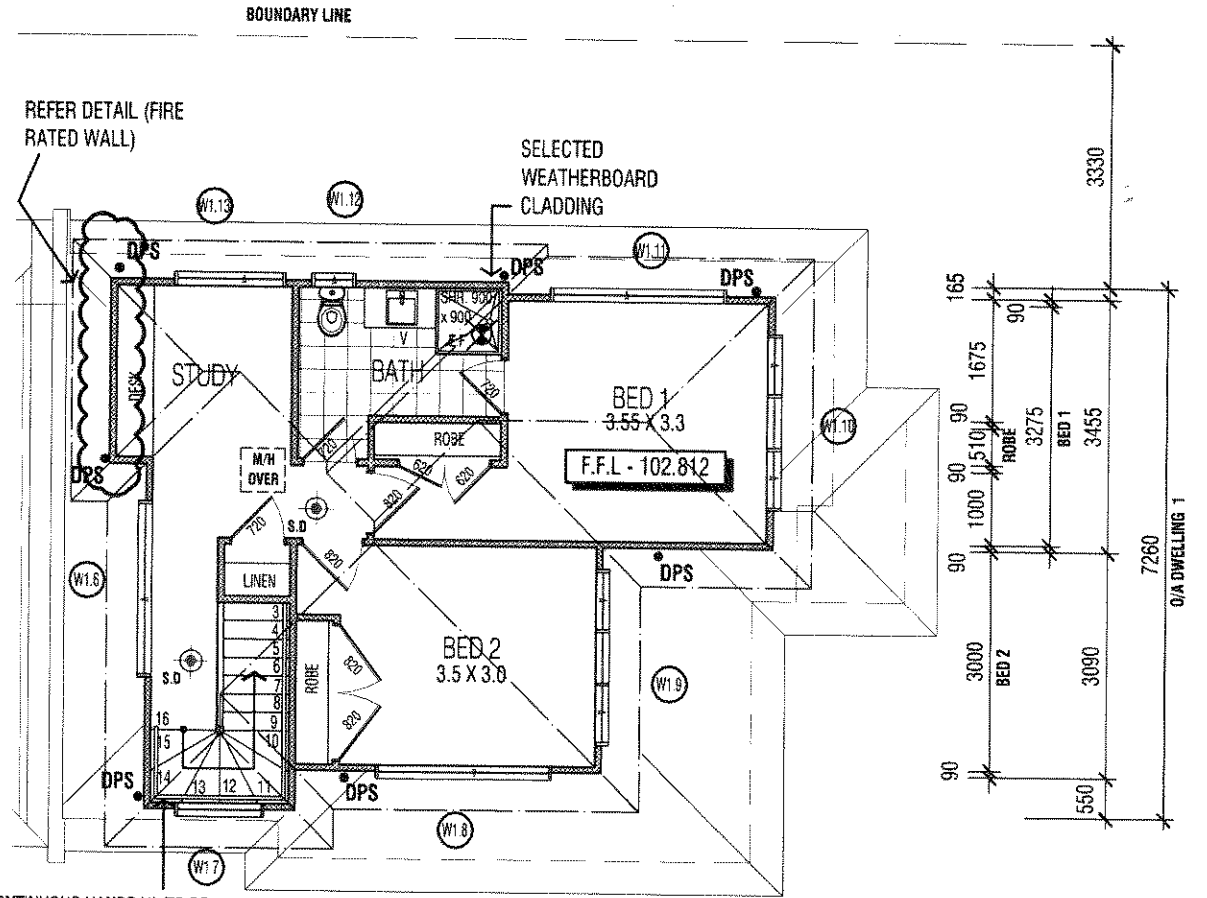 BOUNDARY LINE
REFER DETAIL (FIRE
RATED WALL)
SELECTED
WEATHERBOARD
CLADDING
W1.13
W1.12
W1.11
DPS
DPS
DPS
SHR. 900
x 900
E.F
V
STUDY
DESK
BATH
720
BED 1
3.55 X 3.3
W1.10
F.F.L - 102.812
ROBE
720
620
620
820
DPS
M/H
OVER
S.D
720
820
LINEN
DPS
W1.6
BED 2
3.5 X 3.0
ROBE
820
820
W1.9
S.D
3
4
5
6
7
8
9
10
11
12
13
14
15
16
DPS
DPS
W1.8
W1.7
3330
165
90
1675
90
510
ROBE
90
1000
90
3275
BED 1
3455
3000
BED 2
3090
90
550
7260
O/A DWELLING 1